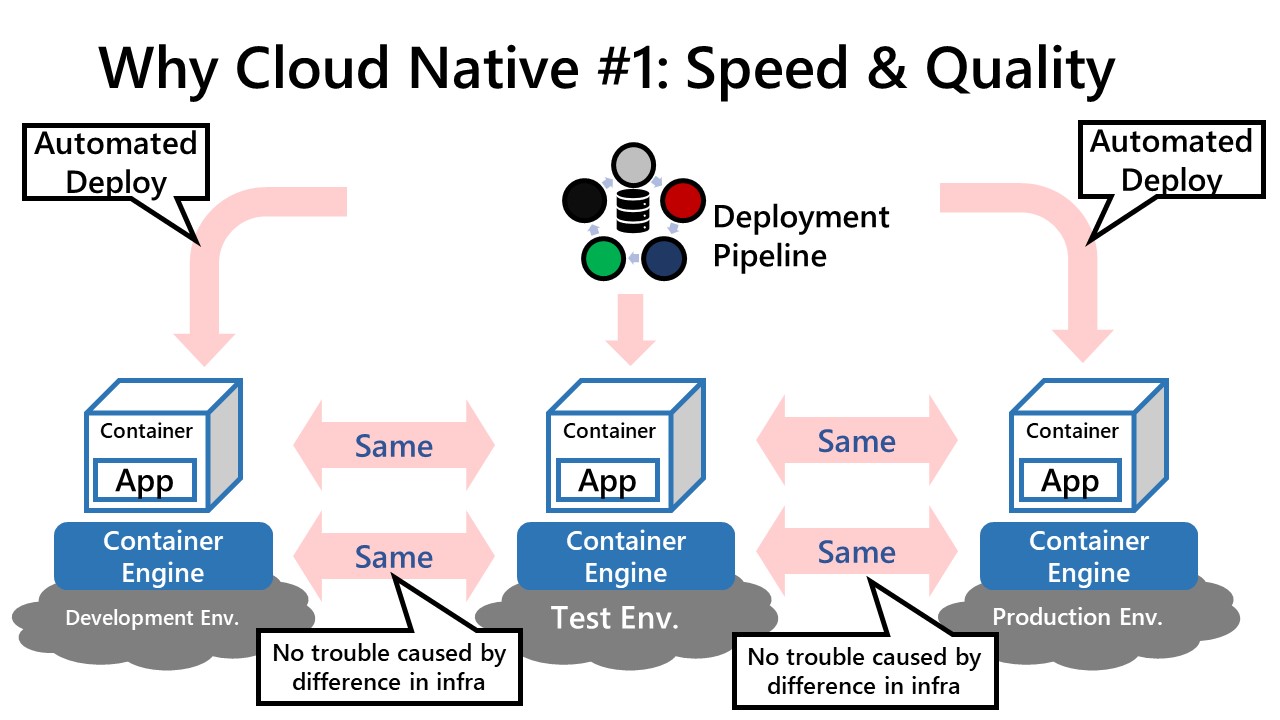 Why Cloud Native #1: Speed & Quality
Automated
Deploy
Automated
Deploy
Deployment
Pipeline
Container
App
Same
Container
App
Same
Container
App
Container
Engine
Same
Container
Engine
Same
Container
Engine
Development Env.
Test Env.
Production Env.
No trouble caused by
difference in infra
No trouble caused by
difference in infra